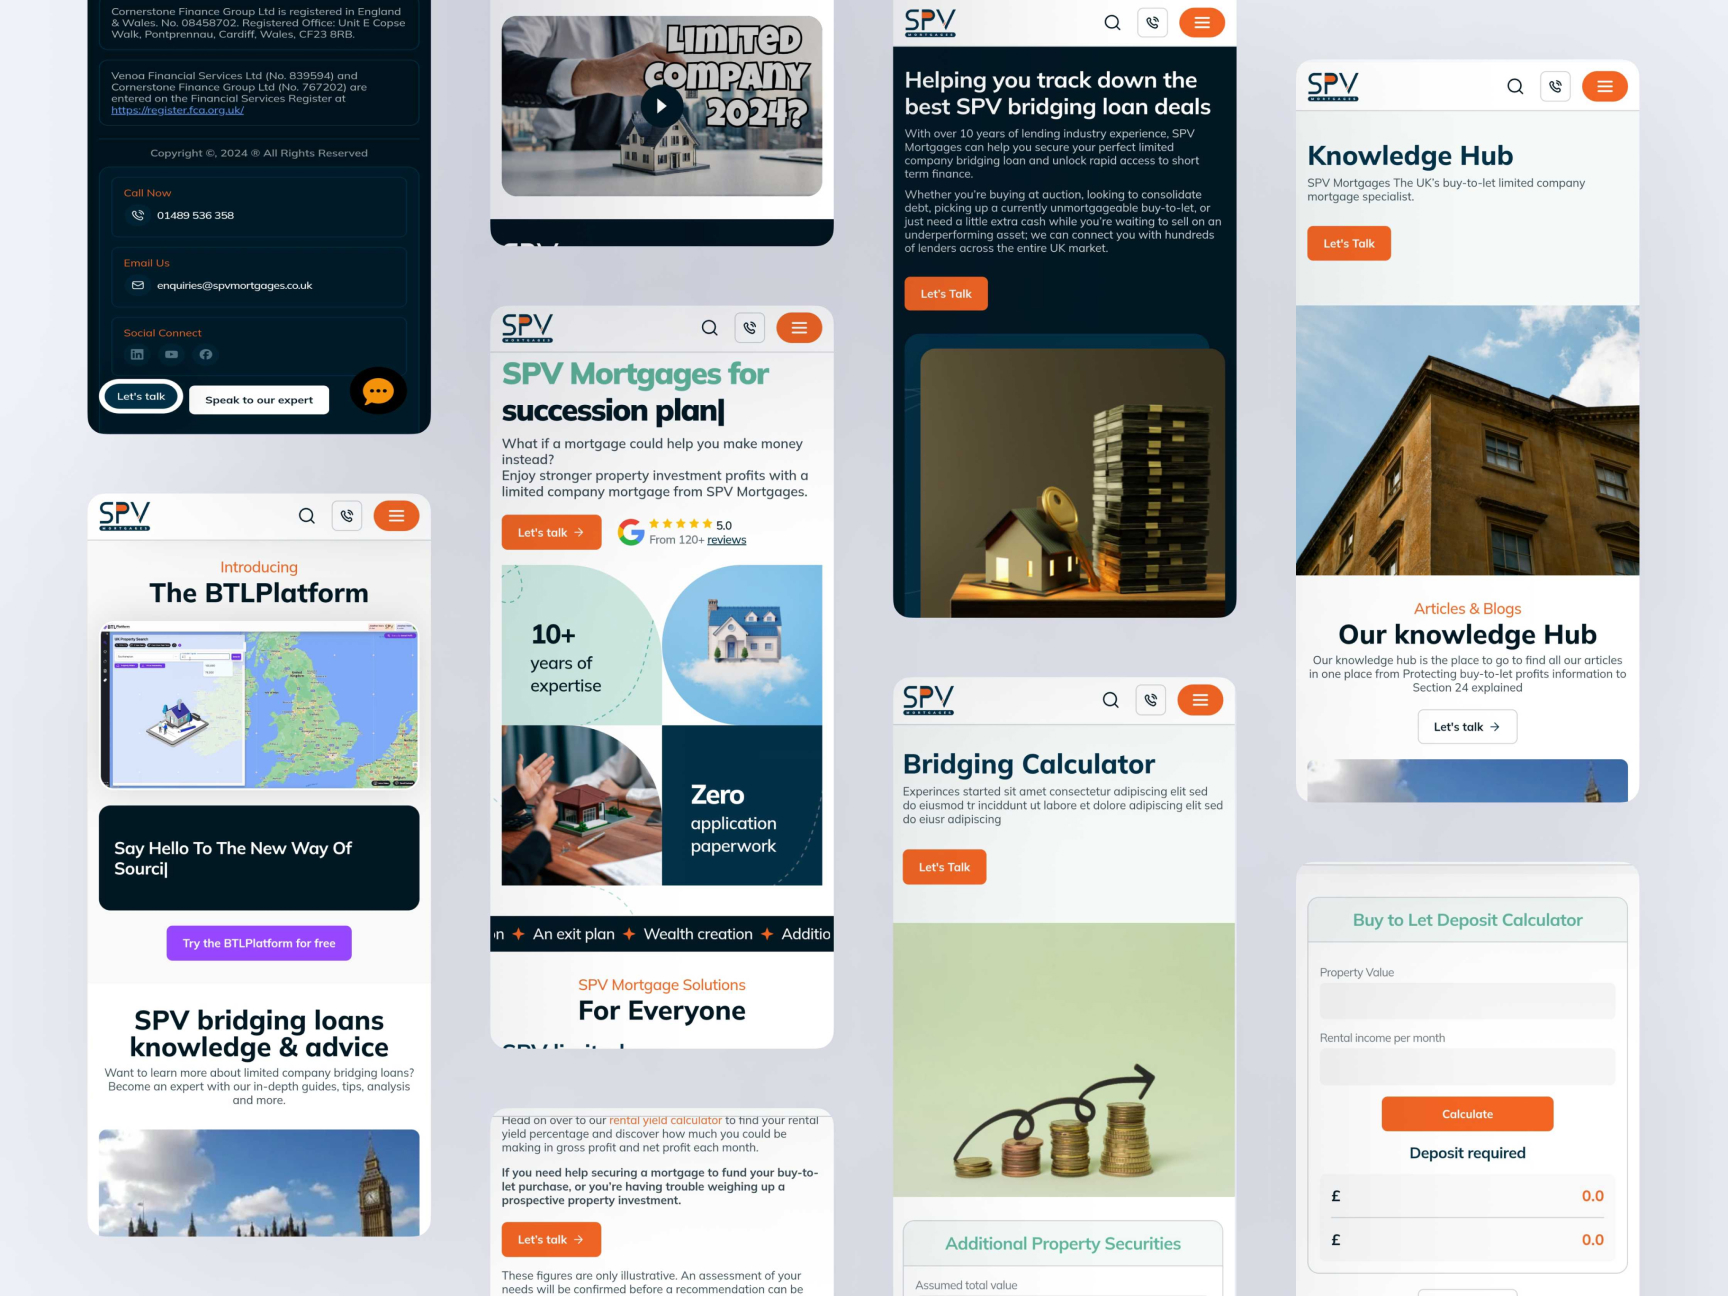 Cornerstone Finance Group Ltd is registered in England
& Wales. No. 08458702. Registered Office: Unit E Copse
Walk, Pontprennau, Cardiff, Wales, CF23 8RB.
Venoa Financial Services Ltd (No. 839594) and
Cornerstone Finance Group Ltd (No. 767202) are
entered on the Financial Services Register at
https://register.fca.org.uk/
Copyright ©, 2024 ® All Rights Reserved
Call Now
01489 536 358
Email Us
enquiries@spvmortgages.co.uk
Social Connect
Let's talk
Speak to our expert
SPV
MORTGAGES
Introducing
The BTLPlatform
BTLPlatform
UK Property Search
Say Hello To The New Way Of
Sourci|
Try the BTLPlatform for free
SPV bridging loans
knowledge & advice
Want to learn more about limited company bridging loans?
Become an expert with our in-depth guides, tips, analysis
and more.
LIMITED
COMPANY
2024?
SPV
MORTGAGES
SPV Mortgages for
succession plan|
What if a mortgage could help you make money
instead?
Enjoy stronger property investment profits with a
limited company mortgage from SPV Mortgages.
Let's talk →
5.0
From 120+ reviews
10+
years of
expertise
Zero
application
paperwork
on ✦ An exit plan ✦ Wealth creation ✦ Additio
SPV Mortgage Solutions
For Everyone
SPV limited
Head on over to our rental yield calculator to find your rental
yield percentage and discover how much you could be
making in gross profit and net profit each month.
If you need help securing a mortgage to fund your buy-to-
let purchase, or you're having trouble weighing up a
prospective property investment.
Let's talk →
These figures are only illustrative. An assessment of your
needs will be confirmed before a recommendation can be
SPV
MORTGAGES
Helping you track down the
best SPV bridging loan deals
With over 10 years of lending industry experience, SPV
Mortgages can help you secure your perfect limited
company bridging loan and unlock rapid access to short
term finance.
Whether you're buying at auction, looking to consolidate
debt, picking up a currently unmortgageable buy-to-let, or
just need a little extra cash while you're waiting to sell on an
underperforming asset; we can connect you with hundreds
of lenders across the entire UK market.
Let's Talk
SPV
MORTGAGES
Bridging Calculator
Experinces started sit amet consectetur adipiscing elit sed
do eiusmod tr inciddunt ut labore et dolore adipiscing elit sed
do eiusr adipiscing
Let's Talk
Additional Property Securities
Assumed total value
SPV
MORTGAGES
Knowledge Hub
SPV Mortgages The UK's buy-to-let limited company
mortgage specialist.
Let's Talk
Articles & Blogs
Our knowledge Hub
Our knowledge hub is the place to go to find all our articles
in one place from Protecting buy-to-let profits information to
Section 24 explained
Let's talk →
Buy to Let Deposit Calculator
Property Value
Rental income per month
Calculate
Deposit required
£ 0.0
£ 0.0